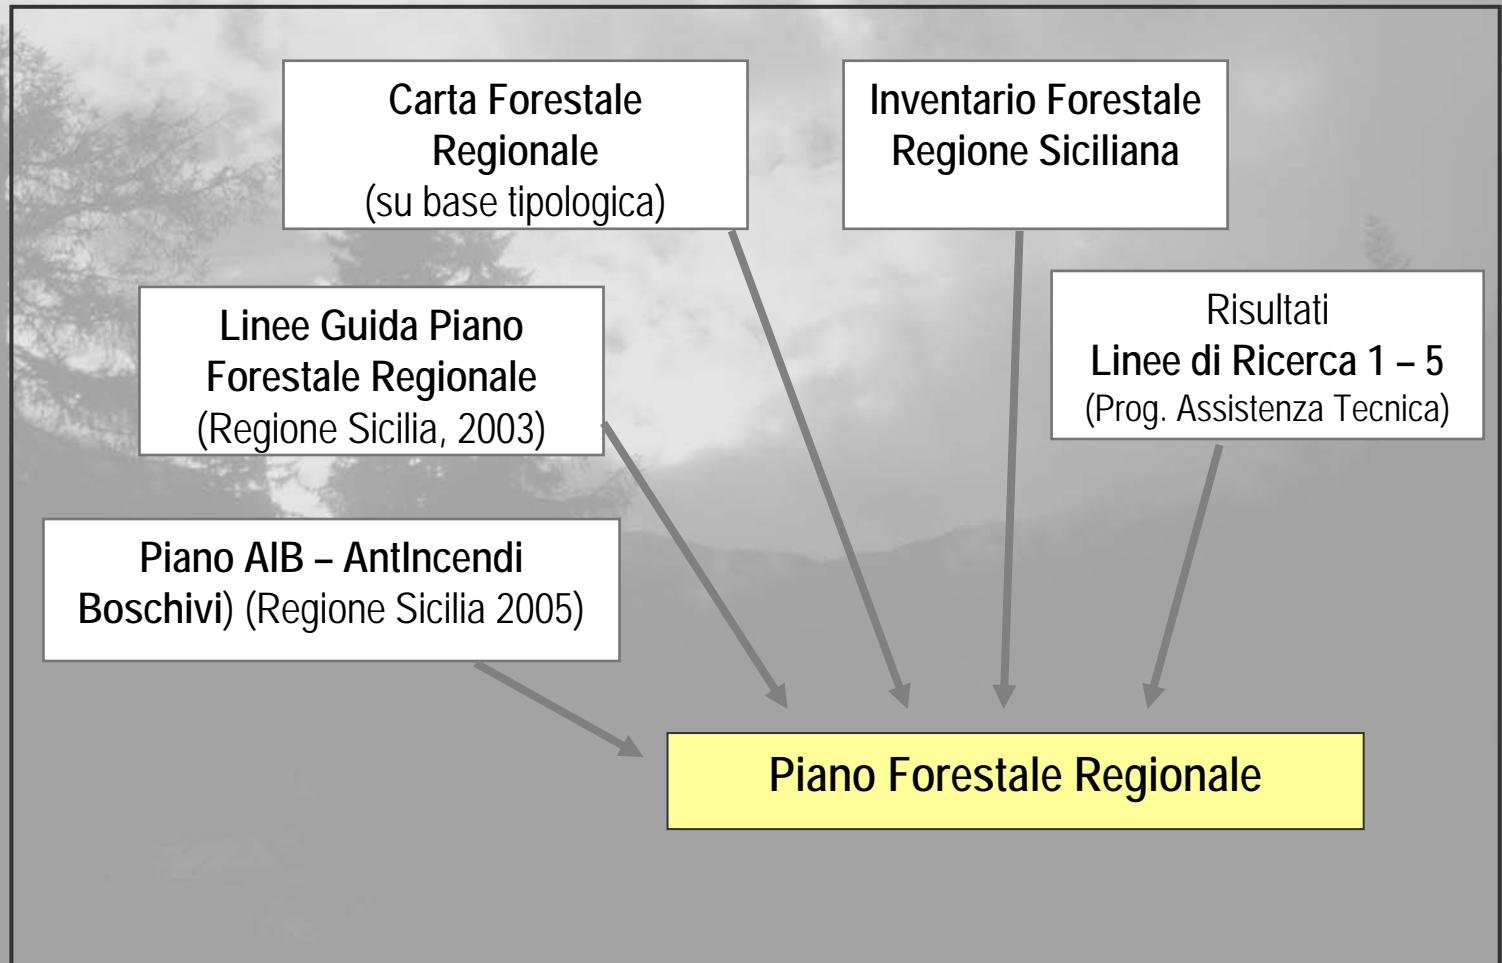 Carta Forestale
Regionale
(su base tipologica)
Inventario Forestale
Regione Siciliana
Linee Guida Piano
Forestale Regionale
(Regione Sicilia, 2003)
Risultati
Linee di Ricerca 1 – 5
(Prog. Assistenza Tecnica)
Piano AIB – AntIncendi
Boschivi) (Regione Sicilia 2005)
Piano Forestale Regionale